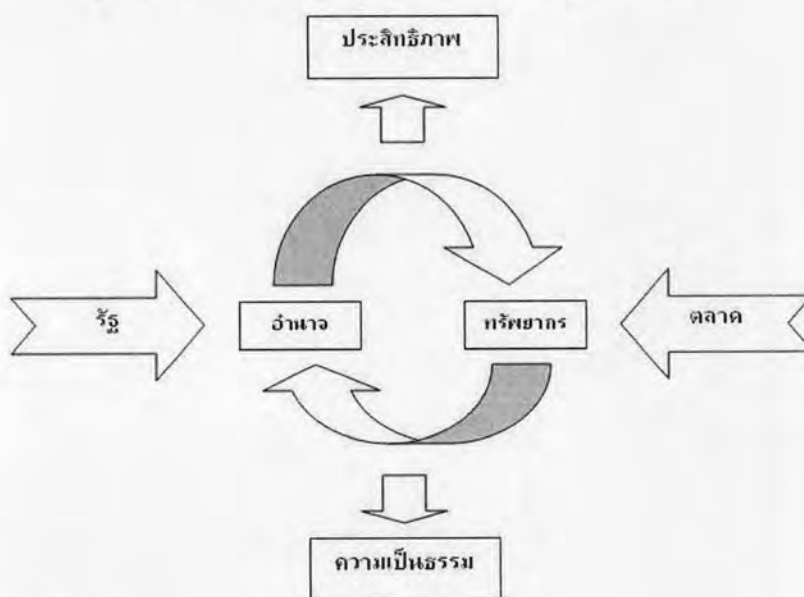 ประสิทธิภาพ
รัฐ
อำนาจ
ทรัพยากร
ตลาด
ความเป็นธรรม